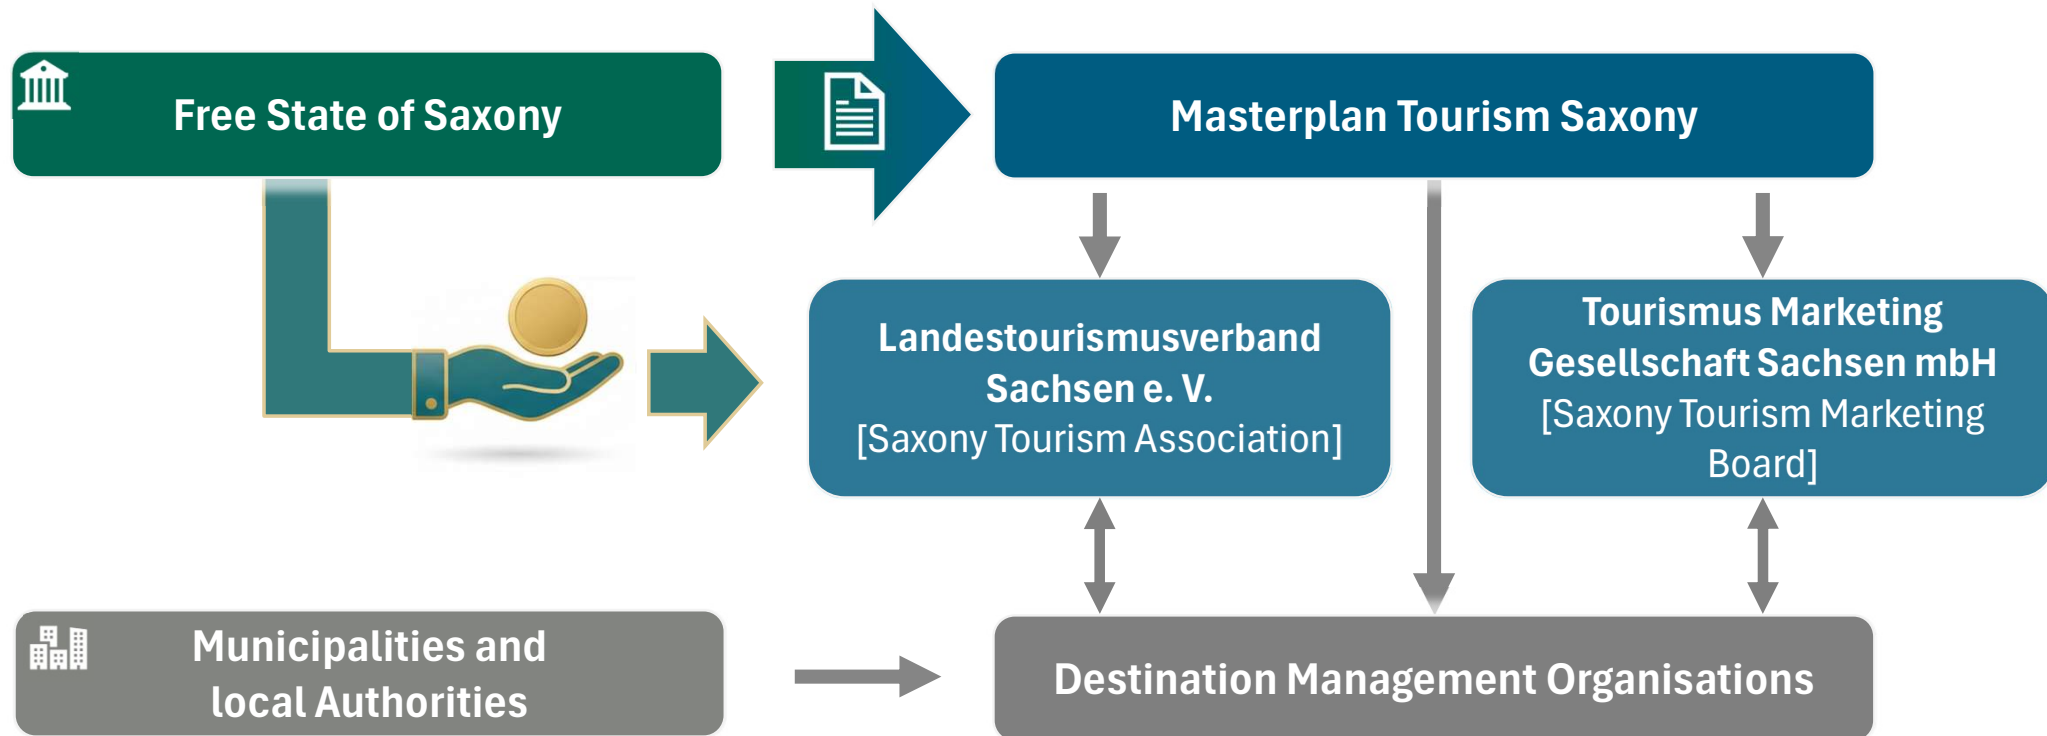 Free State of Saxony
Masterplan Tourism Saxony
Landestourismusverband
Sachsen e. V.
[Saxony Tourism Association]
Tourismus Marketing
Gesellschaft Sachsen mbH
[Saxony Tourism Marketing
Board]
Municipalities and
local Authorities
Destination Management Organisations